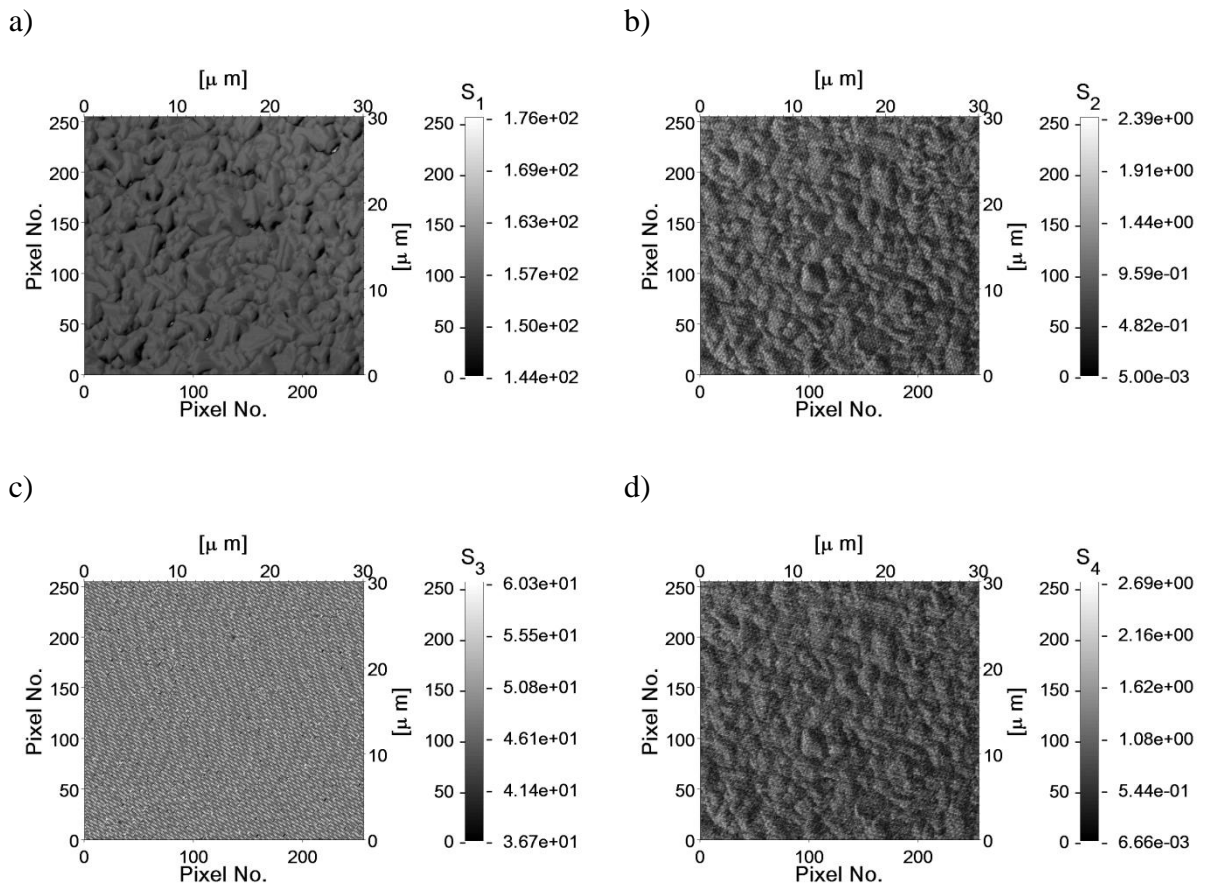 a)
[μ m]
0 10 20 30
S1
250 1.76e+02
200 1.69e+02
150 1.63e+02
100 1.57e+02
50 1.50e+02
0 1.44e+02
Pixel No.
250
200
150
100
50
0
30
20
10
0
[μ m]
0 100 200
Pixel No.
b)
[μ m]
0 10 20 30
S2
250 2.39e+00
200 1.91e+00
150 1.44e+00
100 9.59e-01
50 4.82e-01
0 5.00e-03
Pixel No.
250
200
150
100
50
0
30
20
10
0
[μ m]
0 100 200
Pixel No.
c)
[μ m]
0 10 20 30
S3
250 6.03e+01
200 5.55e+01
150 5.08e+01
100 4.61e+01
50 4.14e+01
0 3.67e+01
Pixel No.
250
200
150
100
50
0
30
20
10
0
[μ m]
0 100 200
Pixel No.
d)
[μ m]
0 10 20 30
S4
250 2.69e+00
200 2.16e+00
150 1.62e+00
100 1.08e+00
50 5.44e-01
0 6.66e-03
Pixel No.
250
200
150
100
50
0
30
20
10
0
[μ m]
0 100 200
Pixel No.